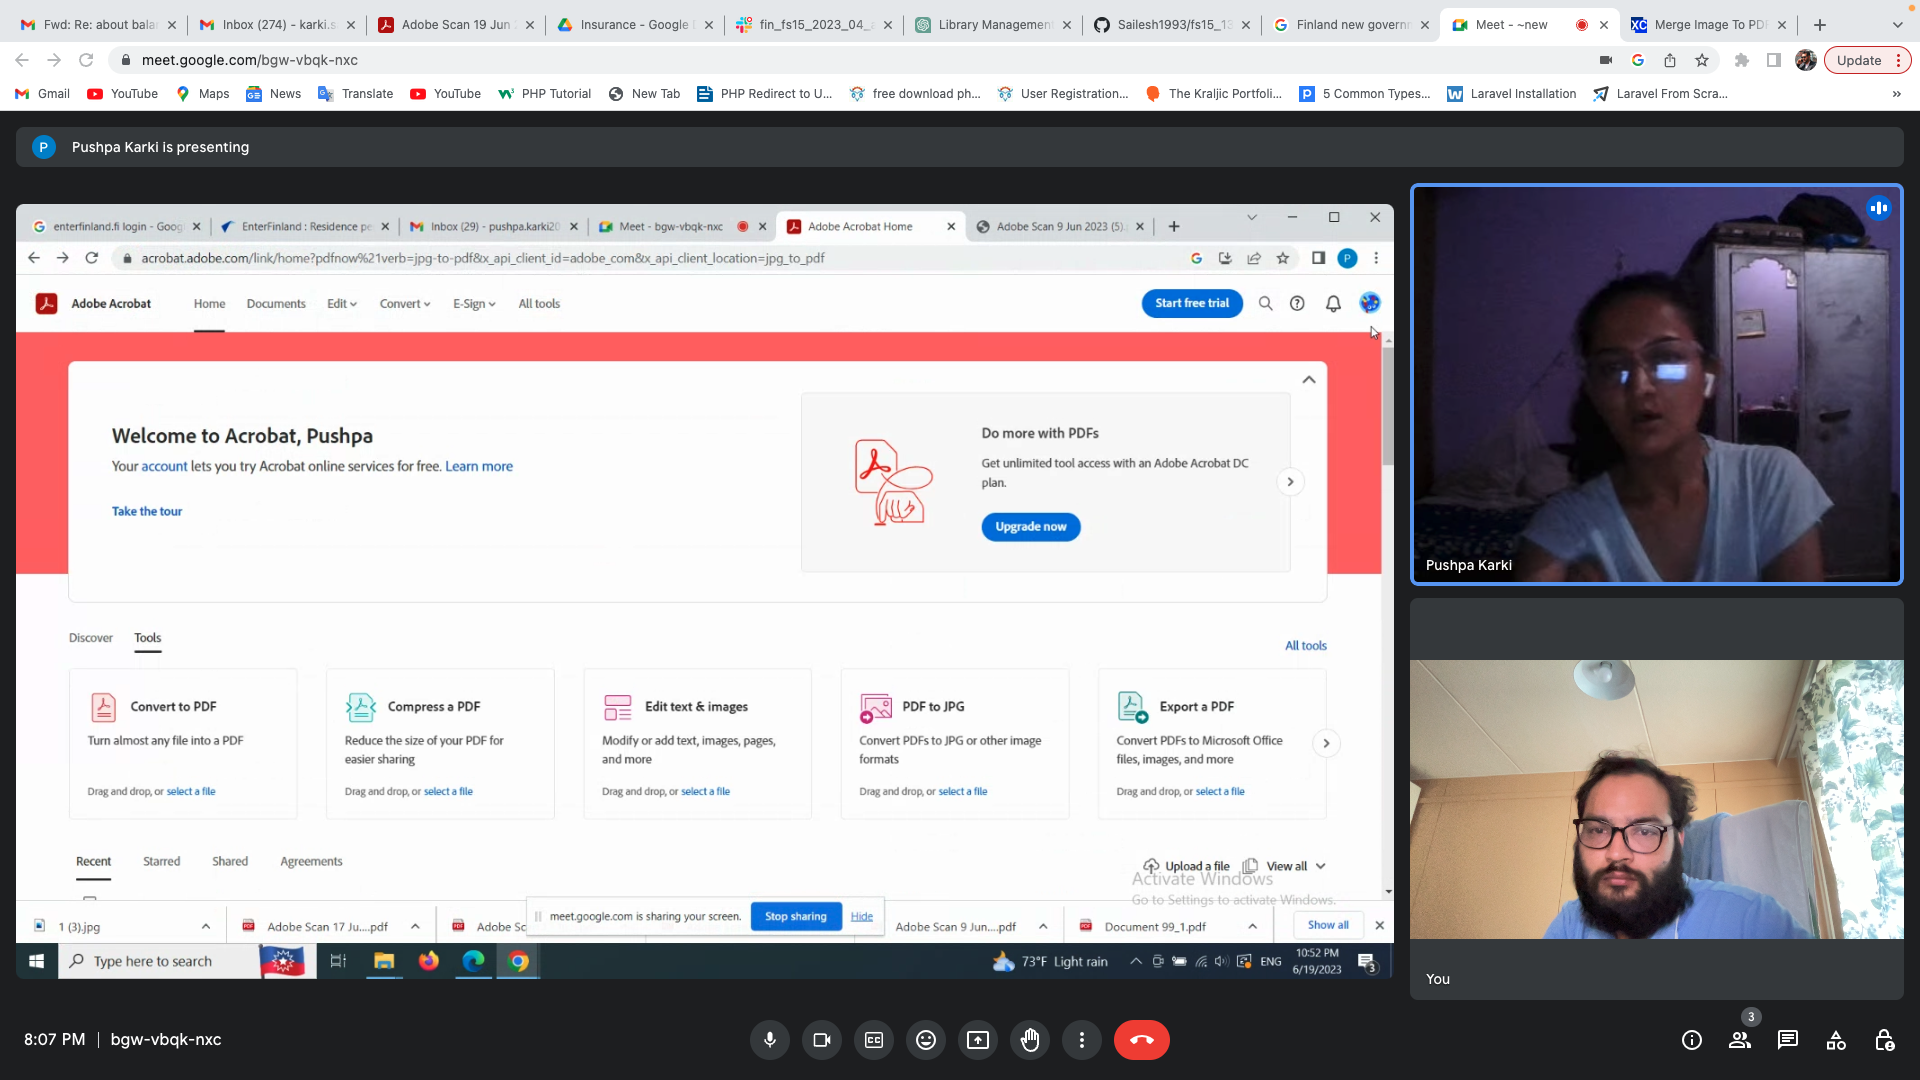 Fwd: Re: about bala
Inbox (274) - karki.s
Adobe Scan 19 Jun
Insurance - Google
fin_fs15_2023_04_
Library Management
Sailesh1993/fs15_13
Finland new governm
Meet - ~new
Merge Image To PDF
meet.google.com/bgw-vbqk-nxc
Update
Gmail
YouTube
Maps
News
Translate
YouTube
PHP Tutorial
New Tab
PHP Redirect to U...
free download ph...
User Registration...
The Kraljic Portfoli...
5 Common Types...
Laravel Installation
Laravel From Scra...
»
P
Pushpa Karki is presenting
enterfinland.fi login - Goog
EnterFinland : Residence pe
Inbox (29) - pushpa.karki20
Meet - bgw-vbqk-nxc
Adobe Acrobat Home
Adobe Scan 9 Jun 2023 (5).
acrobat.adobe.com/link/home?pdfnow%21verb=jpg-to-pdf&x_api_client_id=adobe_com&x_api_client_location=jpg_to_pdf
P
Adobe Acrobat
Home
Documents
Edit
Convert
E-Sign
All tools
Start free trial
Welcome to Acrobat, Pushpa
Your account lets you try Acrobat online services for free. Learn more
Take the tour
Do more with PDFs
Get unlimited tool access with an Adobe Acrobat DC
plan.
Upgrade now
Discover
Tools
All tools
Convert to PDF
Turn almost any file into a PDF
Drag and drop, or select a file
Compress a PDF
Reduce the size of your PDF for
easier sharing
Drag and drop, or select a file
Edit text & images
Modify or add text, images, pages,
and more
Drag and drop, or select a file
PDF to JPG
Convert PDFs to JPG or other image
formats
Drag and drop, or select a file
Export a PDF
Convert PDFs to Microsoft Office
files, images, and more
Drag and drop, or select a file
Recent
Starred
Shared
Agreements
Upload a file
View all
Activate Windows
Go to Settings to activate Windows.
1 (3).jpg
Adobe Scan 17 Ju....pdf
Adobe Sc
meet.google.com is sharing your screen.
Stop sharing
Hide
Adobe Scan 9 Jun....pdf
Document 99_1.pdf
Show all
Type here to search
73°F Light rain
ENG
10:52 PM
6/19/2023
3
Pushpa Karki
You
8:07 PM | bgw-vbqk-nxc
CC
3